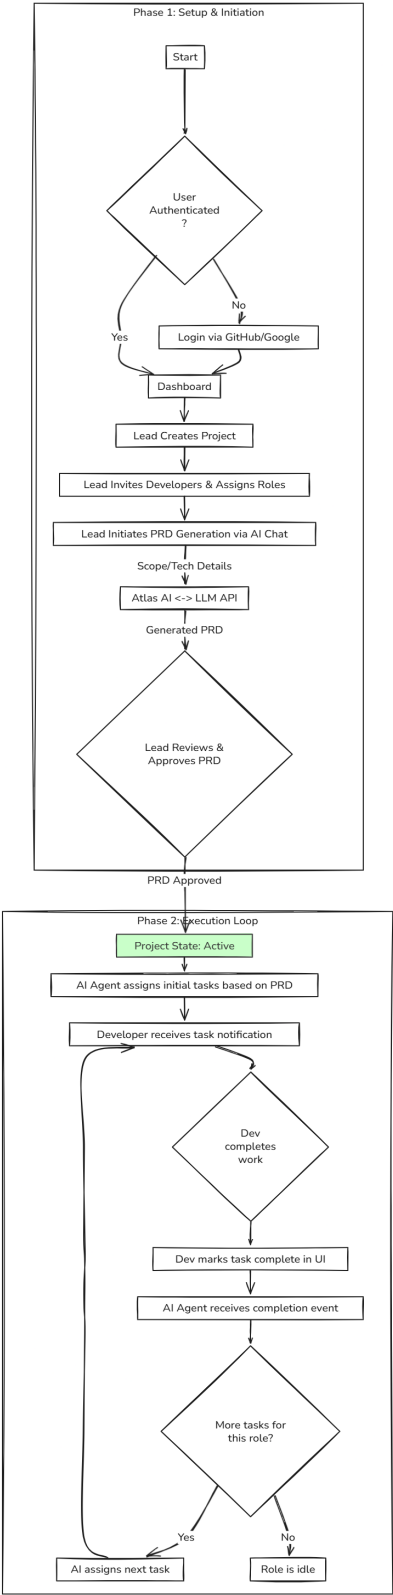 Phase 1: Setup & Initiation
Start
User
Authenticated
?
No
Yes
Login via GitHub/Google
Dashboard
Lead Creates Project
Lead Invites Developers & Assigns Roles
Lead Initiates PRD Generation via AI Chat
Scope/Tech Details
Atlas AI <-> LLM API
Generated PRD
Lead Reviews &
Approves PRD
PRD Approved
Phase 2: Execution Loop
Project State: Active
AI Agent assigns initial tasks based on PRD
Developer receives task notification
Dev
completes
work
Dev marks task complete in UI
AI Agent receives completion event
More tasks for
this role?
Yes
No
AI assigns next task
Role is idle